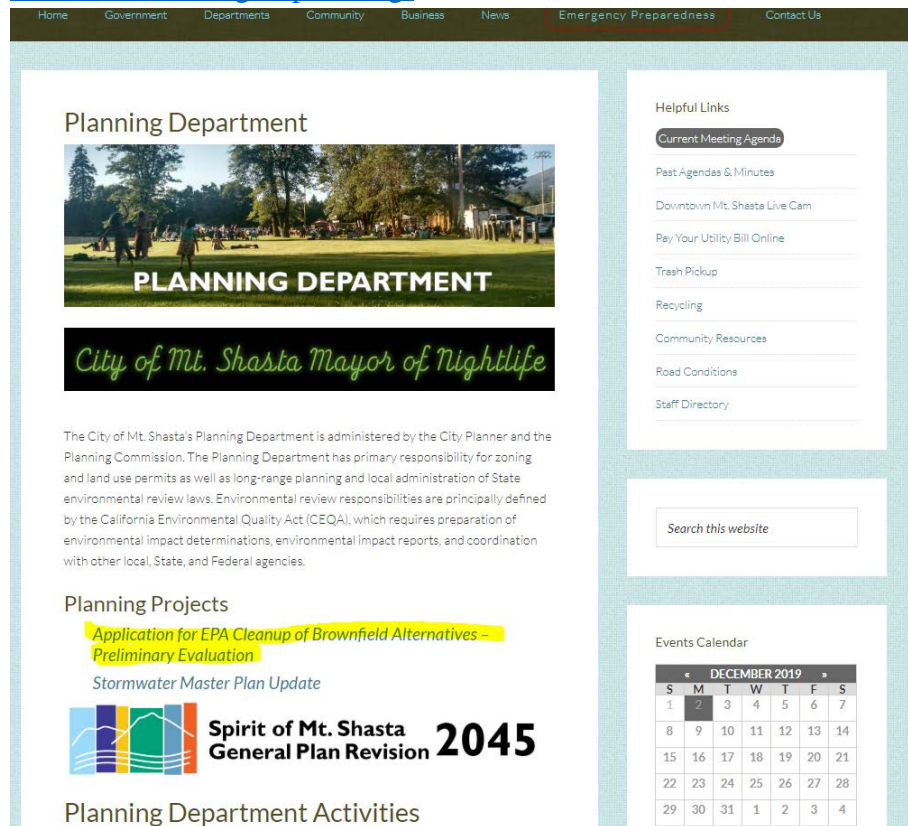 Home Government Departments Community Business News Emergency Preparedness Contact Us
Planning Department
PLANNING DEPARTMENT
City of Mt. Shasta Mayor of Nightlife
The City of Mt. Shasta's Planning Department is administered by the City Planner and the
Planning Commission. The Planning Department has primary responsibility for zoning
and land use permits as well as long-range planning and local administration of State
environmental review laws. Environmental review responsibilities are principally defined
by the California Environmental Quality Act (CEQA), which requires preparation of
environmental impact determinations, environmental impact reports, and coordination
with other local, State, and Federal agencies.
Planning Projects
Application for EPA Cleanup of Brownfield Alternatives –
Preliminary Evaluation
Stormwater Master Plan Update
Spirit of Mt. Shasta
General Plan Revision 2045
Planning Department Activities
Helpful Links
Current Meeting Agenda
Past Agendas & Minutes
Downtown Mt. Shasta Live Cam
Pay Your Utility Bill Online
Trash Pickup
Recycling
Community Resources
Road Conditions
Staff Directory
Search this website
Events Calendar
« DECEMBER 2019 »
S M T W T F S
1 2 3 4 5 6 7
8 9 10 11 12 13 14
15 16 17 18 19 20 21
22 23 24 25 26 27 28
29 30 31 1 2 3 4